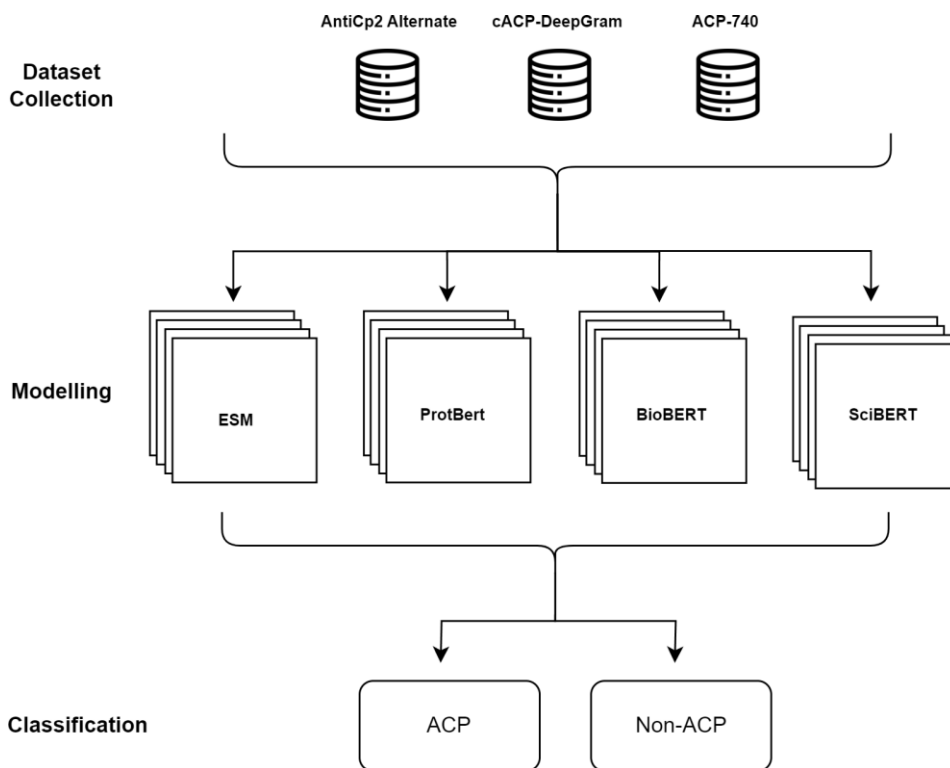 AntiCp2 Alternate
cACP-DeepGram
ACP-740
Dataset
Collection
Modelling
ESM
ProtBert
BioBERT
SciBERT
Classification
ACP
Non-ACP